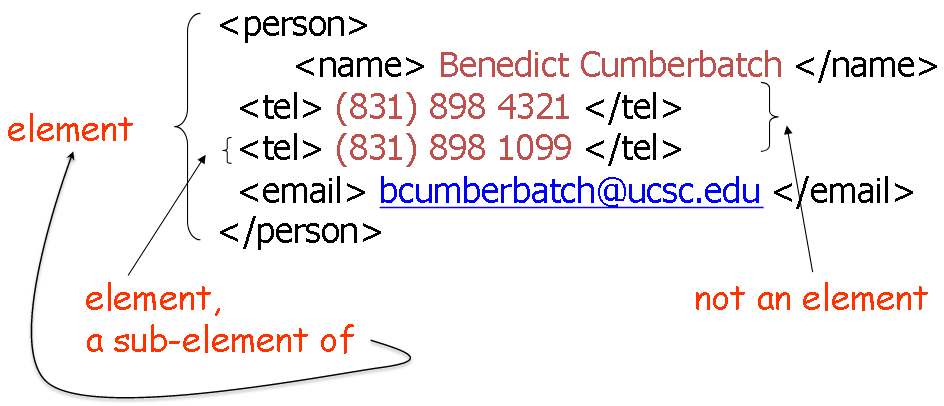 <person>
<name> Benedict Cumberbatch </name>
<tel> (831) 898 4321 </tel>
element
<tel> (831) 898 1099 </tel>
<email> bcumberbatch@ucsc.edu </email>
</person>
element,
a sub-element of
not an element